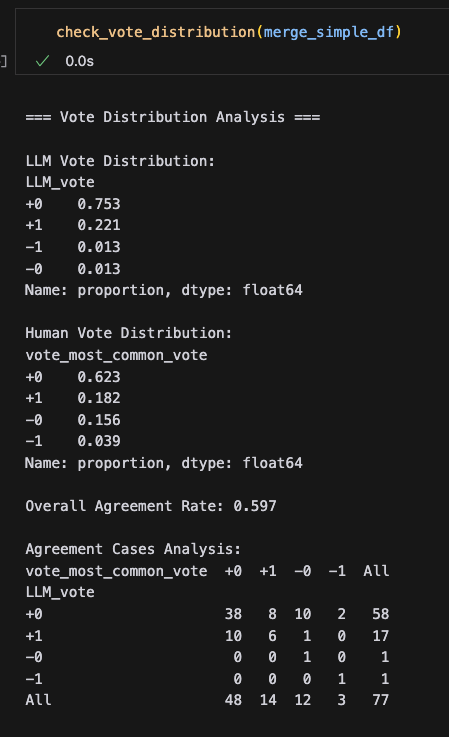 check_vote_distribution(merge_simple_df)
0.0s
=== Vote Distribution Analysis ===
LLM Vote Distribution:
LLM_vote
+0    0.753
+1    0.221
-1    0.013
-0    0.013
Name: proportion, dtype: float64
Human Vote Distribution:
vote_most_common_vote
+0    0.623
+1    0.182
-0    0.156
-1    0.039
Name: proportion, dtype: float64
Overall Agreement Rate: 0.597
Agreement Cases Analysis:
vote_most_common_vote  +0  +1  -0  -1  All
LLM_vote
+0                     38   8  10   2   58
+1                     10   6   1   0   17
-0                      0   0   1   0    1
-1                      0   0   0   1    1
All                    48  14  12   3   77